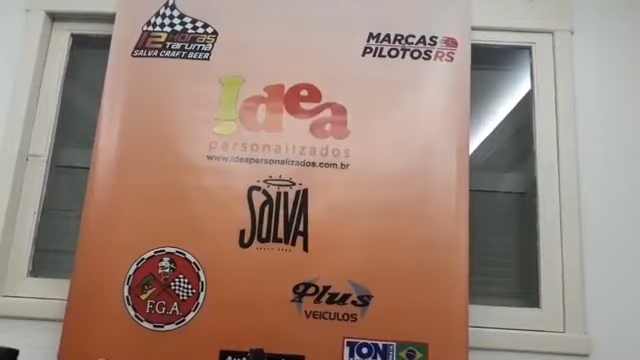 12 HORAS
TARUMÃ
SALVA CRAFT BEER
MARCAS
PILOTOS RS
Idea
personalizados
www.ideapersonalizados.com.br
SALVA
CRAFT BEER
F.G.A.
Plus
VEICULOS
TON